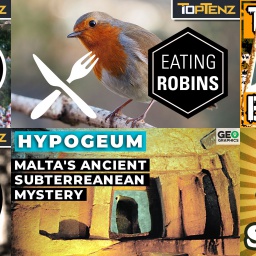 TOPTENZ
EATING
ROBINS
HYPOGEUM
GEO
GRAPHICS
MALTA'S ANCIENT
SUBTERREANEAN
MYSTERY